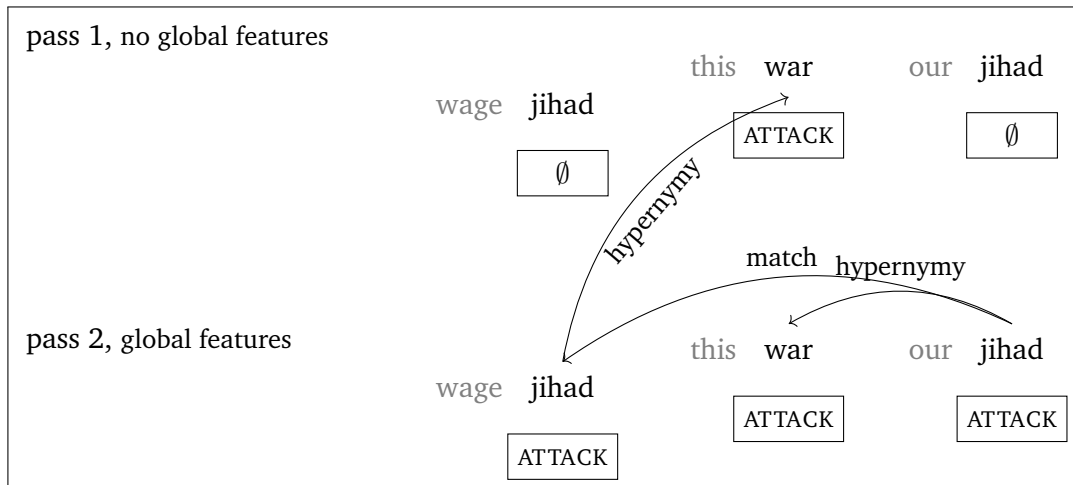 pass 1, no global features
this war our jihad
wage jihad
ATTACK ∅
∅
hypernymy
match hypernymy
pass 2, global features
this war our jihad
wage jihad
ATTACK ATTACK
ATTACK